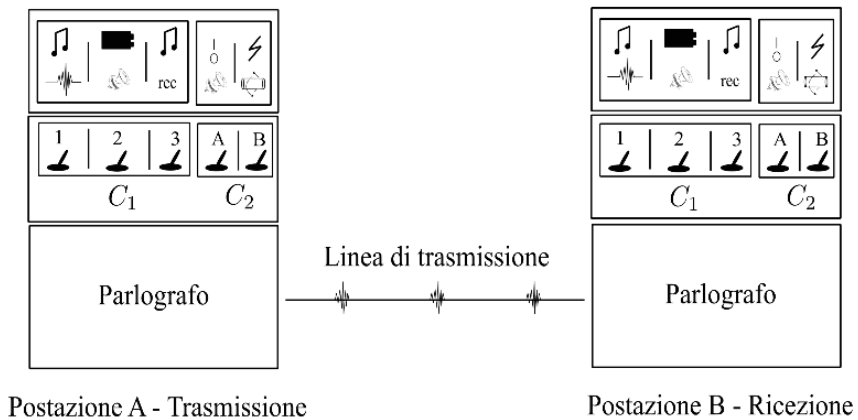 rec
rec
1 2 3 A B
C1 C2
1 2 3 A B
C1 C2
Linea di trasmissione
Parlografo
Parlografo
Postazione A - Trasmissione
Postazione B - Ricezione